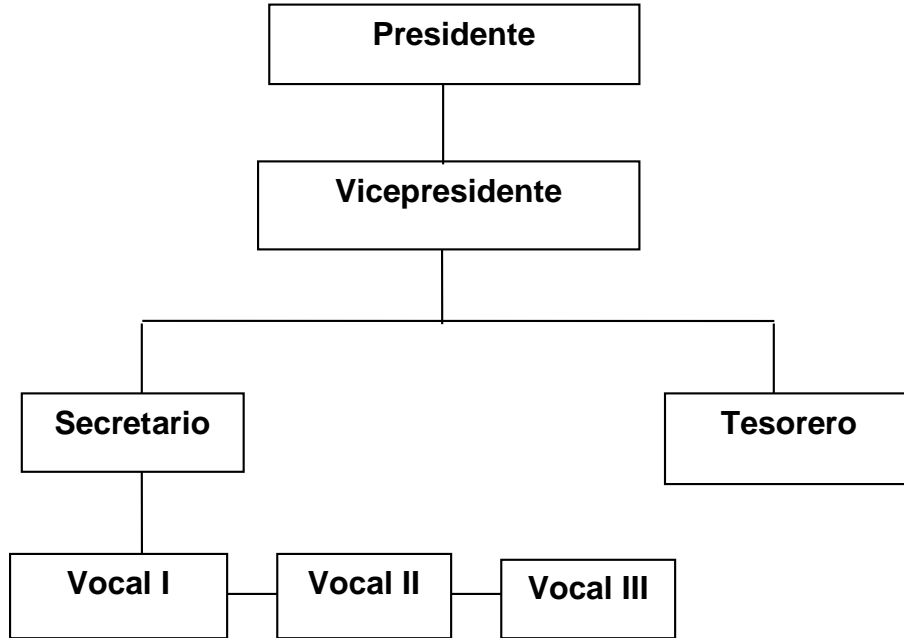 Presidente
Vicepresidente
Secretario
Tesorero
Vocal I
Vocal II
Vocal III